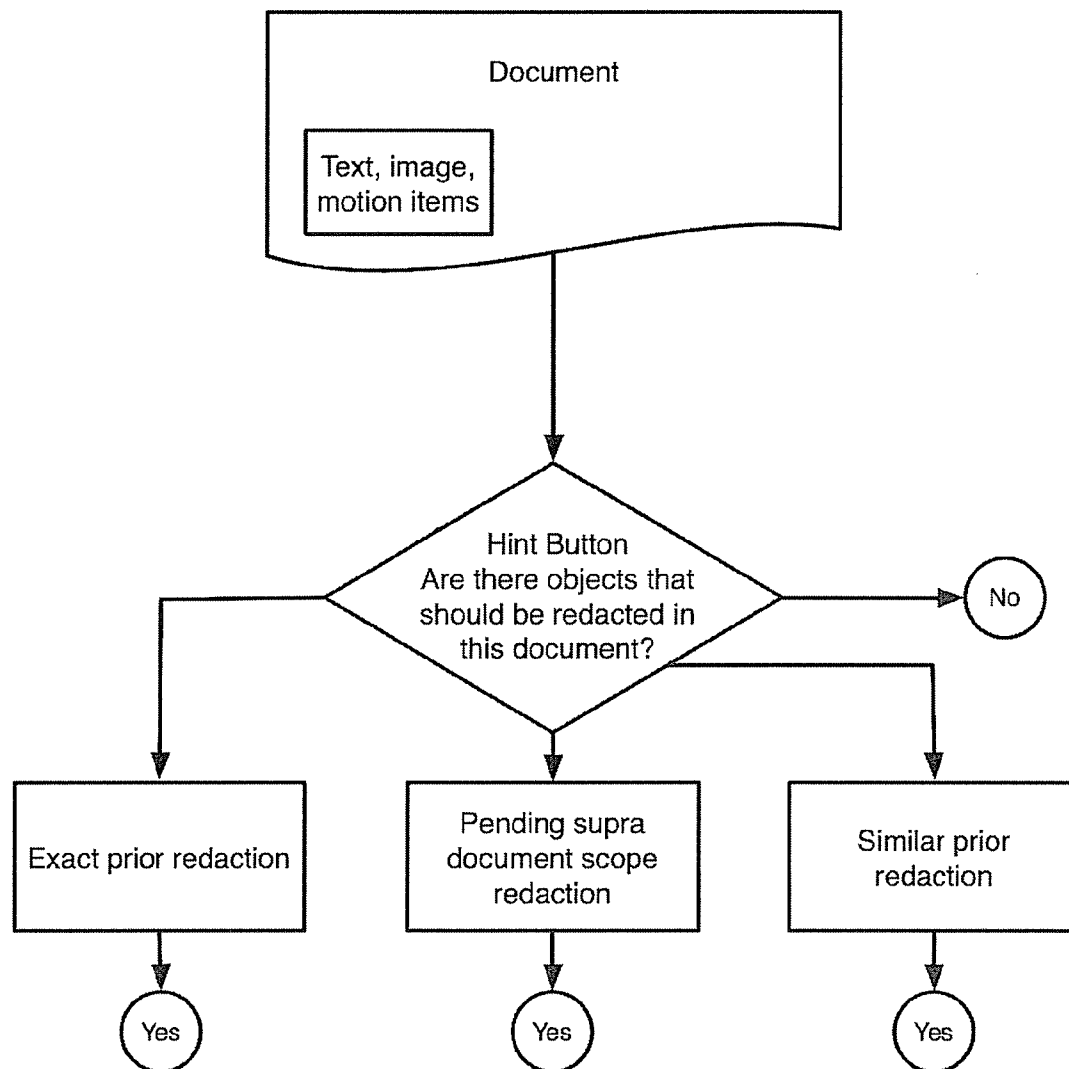 Document
Text, image,
motion items
Hint Button
Are there objects that
should be redacted in
this document?
No
Exact prior redaction
Pending supra
document scope
redaction
Similar prior
redaction
Yes
Yes
Yes